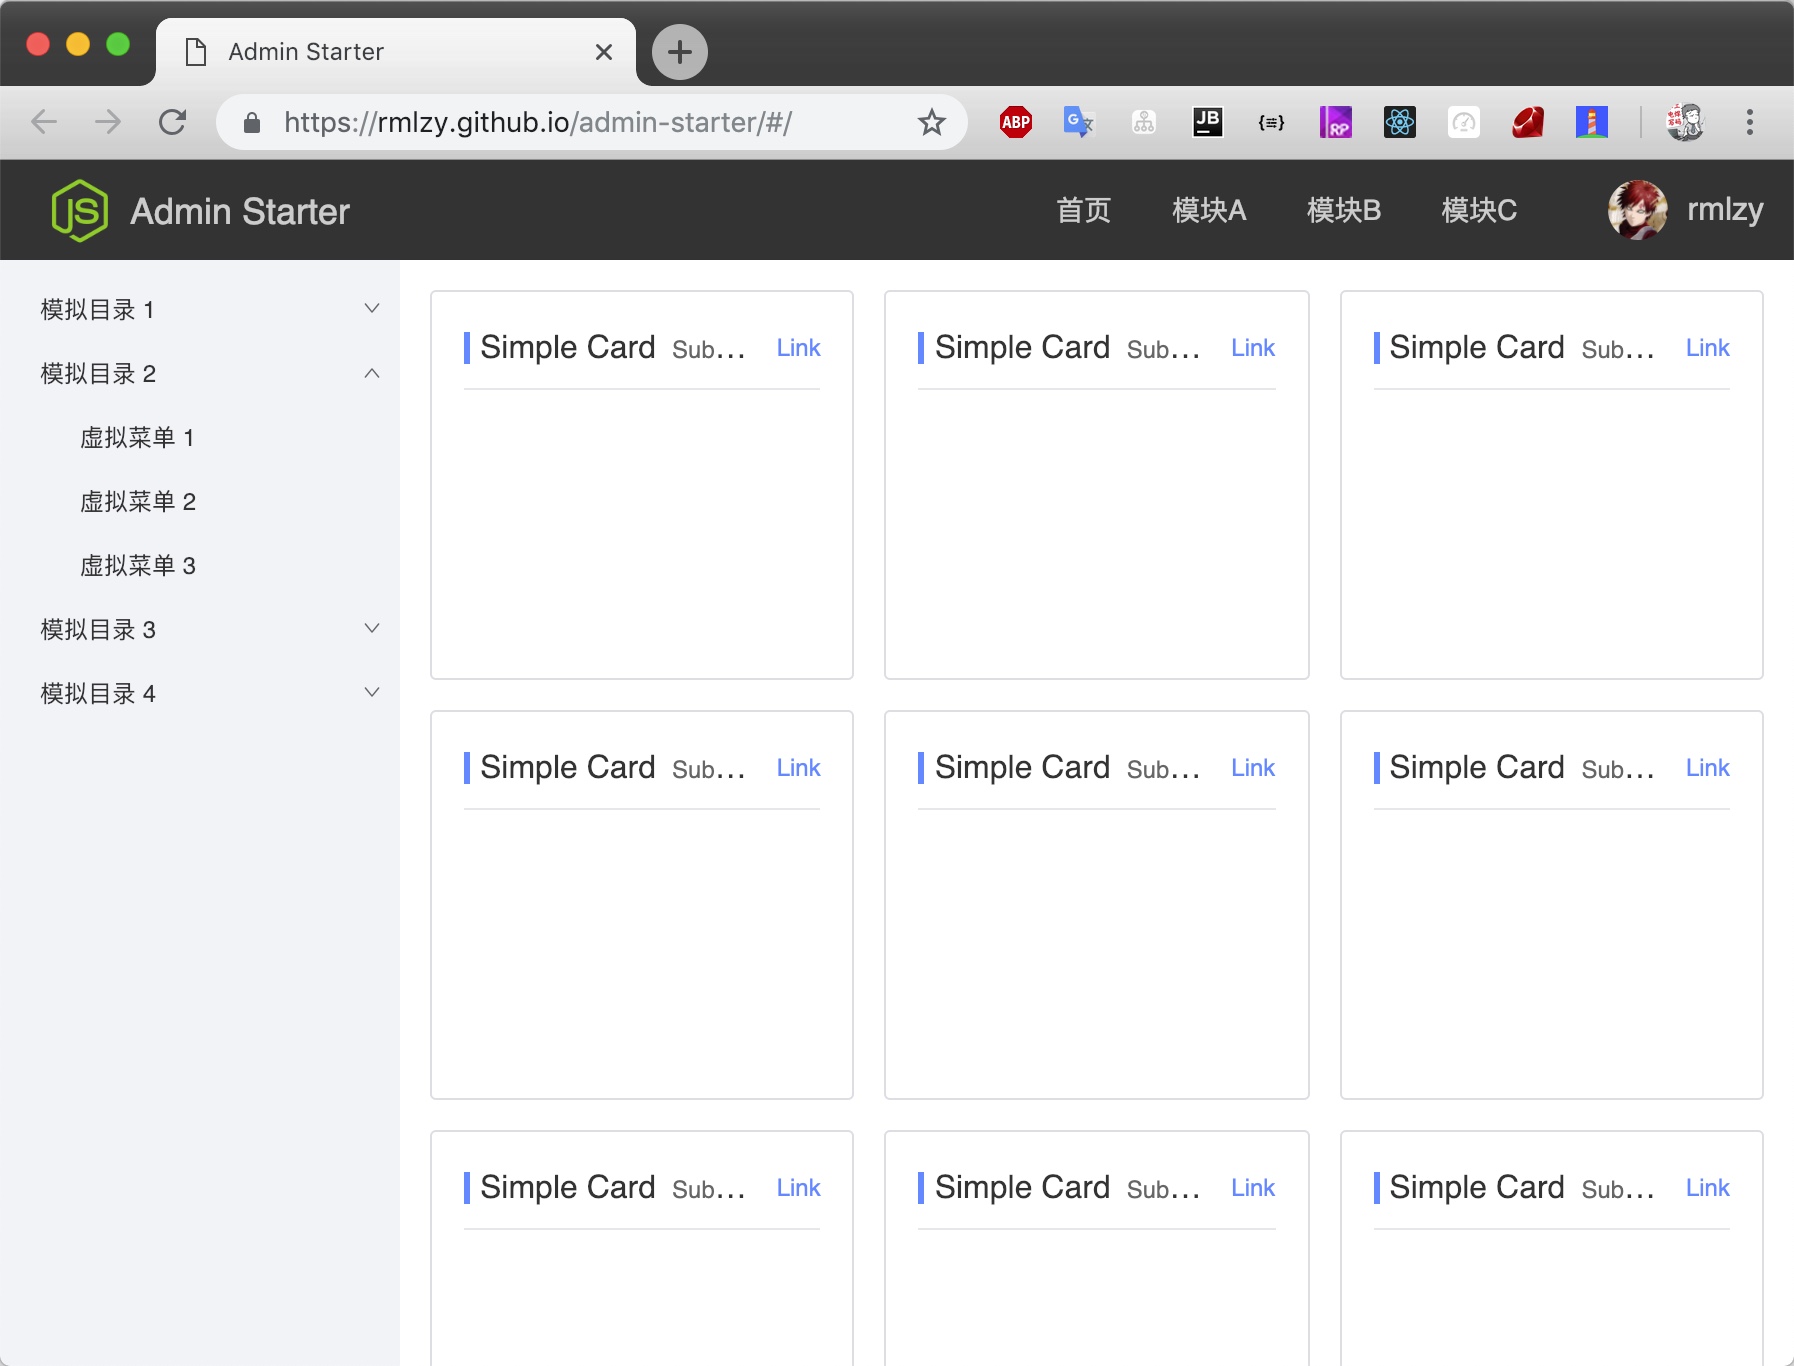 Admin Starter
https://rmlzy.github.io/admin-starter/#/
ABP
G 文
JB
{≡}
RP
JS Admin Starter
首页 模块A 模块B 模块C rmlzy
模拟目录 1
模拟目录 2
虚拟菜单 1
虚拟菜单 2
虚拟菜单 3
模拟目录 3
模拟目录 4
Simple Card Sub... Link
Simple Card Sub... Link
Simple Card Sub... Link
Simple Card Sub... Link
Simple Card Sub... Link
Simple Card Sub... Link
Simple Card Sub... Link
Simple Card Sub... Link
Simple Card Sub... Link